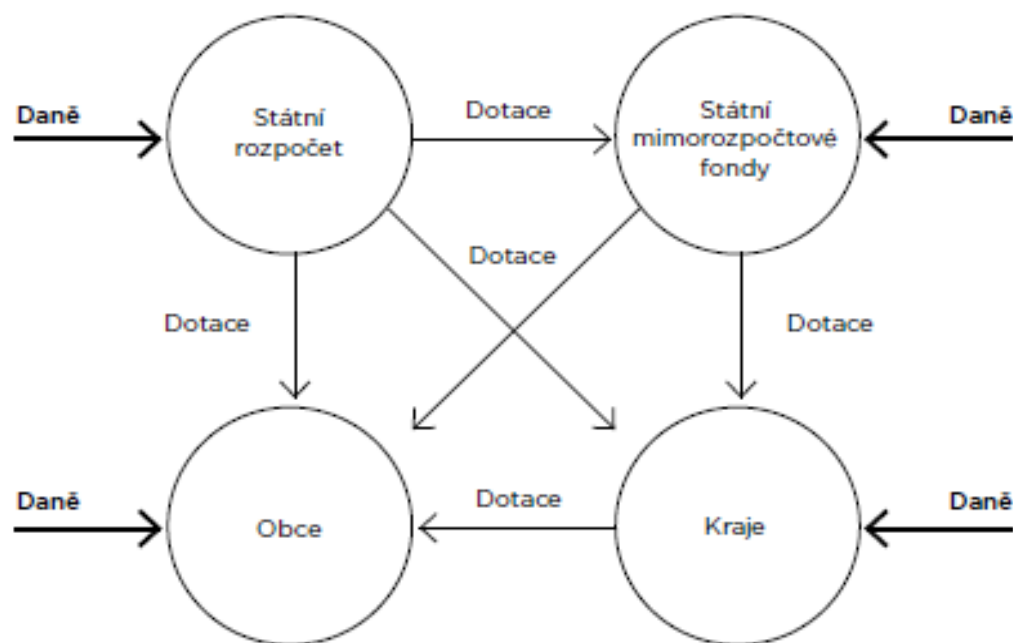 Daně
Státní
rozpočet
Dotace
Státní
mimorozpočtové
fondy
Daně
Dotace
Dotace
Dotace
Daně
Obce
Dotace
Kraje
Daně